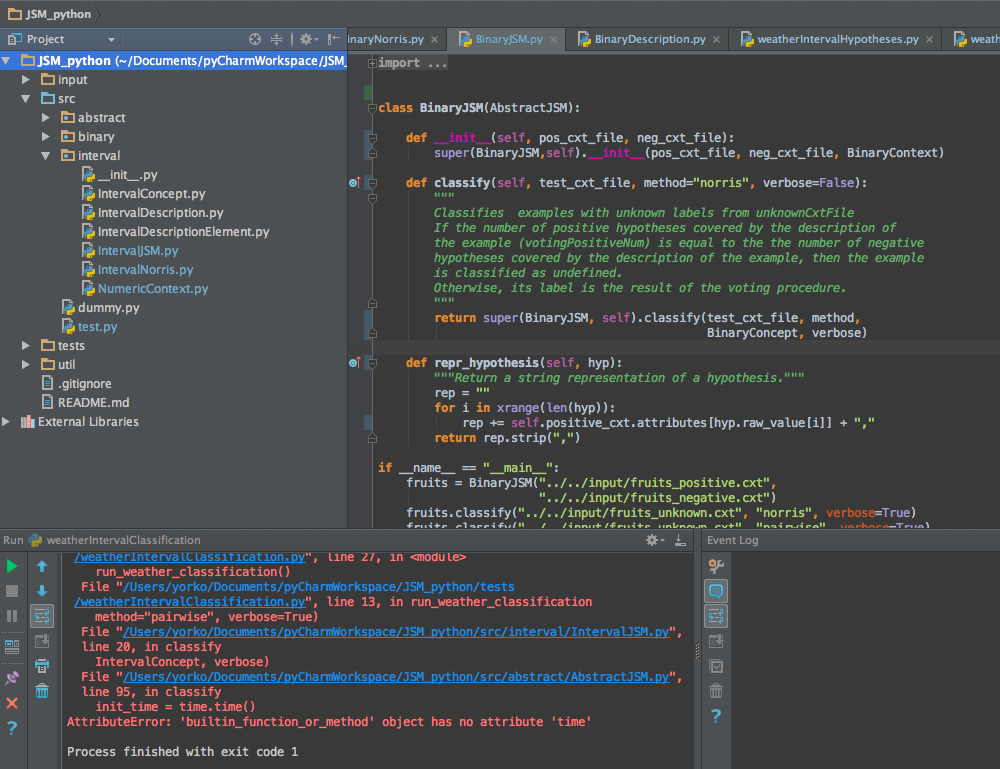 JSM_python
Project
inaryNorris.py
BinaryJSM.py
BinaryDescription.py
weatherIntervalHypotheses.py
weath
JSM_python (~/Documents/pyCharmWorkspace/JSM_
input
src
abstract
binary
interval
__init__.py
IntervalConcept.py
IntervalDescription.py
IntervalDescriptionElement.py
IntervalJSM.py
IntervalNorris.py
NumericContext.py
dummy.py
test.py
tests
util
.gitignore
README.md
External Libraries
import ...
class BinaryJSM(AbstractJSM):
def __init__(self, pos_cxt_file, neg_cxt_file):
super(BinaryJSM,self).__init__(pos_cxt_file, neg_cxt_file, BinaryContext)
def classify(self, test_cxt_file, method="norris", verbose=False):
"""
Classifies  examples with unknown labels from unknownCxtFile
If the number of positive hypotheses covered by the description of
the example (votingPositiveNum) is equal to the the number of negative
hypotheses covered by the description of the example, then the example
is classified as undefined.
Otherwise, its label is the result of the voting procedure.
"""
return super(BinaryJSM, self).classify(test_cxt_file, method,
BinaryConcept, verbose)
def repr_hypothesis(self, hyp):
"""Return a string representation of a hypothesis."""
rep = ""
for i in xrange(len(hyp)):
rep += self.positive_cxt.attributes[hyp.raw_value[i]] + ","
return rep.strip(",")
if __name__ == "__main__":
fruits = BinaryJSM("../../input/fruits_positive.cxt",
"../../input/fruits_negative.cxt")
fruits.classify("../../input/fruits_unknown.cxt", "norris", verbose=True)
fruits.classify("../../input/fruits_unknown.cxt", "pairwise", verbose=True)
Run weatherIntervalClassification
Event Log
/weatherIntervalClassification.py", line 27, in <module>
run_weather_classification()
File "/Users/yorko/Documents/pyCharmWorkspace/JSM_python/tests
/weatherIntervalClassification.py", line 13, in run_weather_classification
method="pairwise", verbose=True)
File "/Users/yorko/Documents/pyCharmWorkspace/JSM_python/src/interval/IntervalJSM.py",
line 20, in classify
IntervalConcept, verbose)
File "/Users/yorko/Documents/pyCharmWorkspace/JSM_python/src/abstract/AbstractJSM.py",
line 95, in classify
init_time = time.time()
AttributeError: 'builtin_function_or_method' object has no attribute 'time'
Process finished with exit code 1